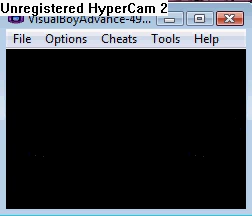 Unregistered HyperCam 2
VisualBoyAdvance-49...
File Options Cheats Tools Help